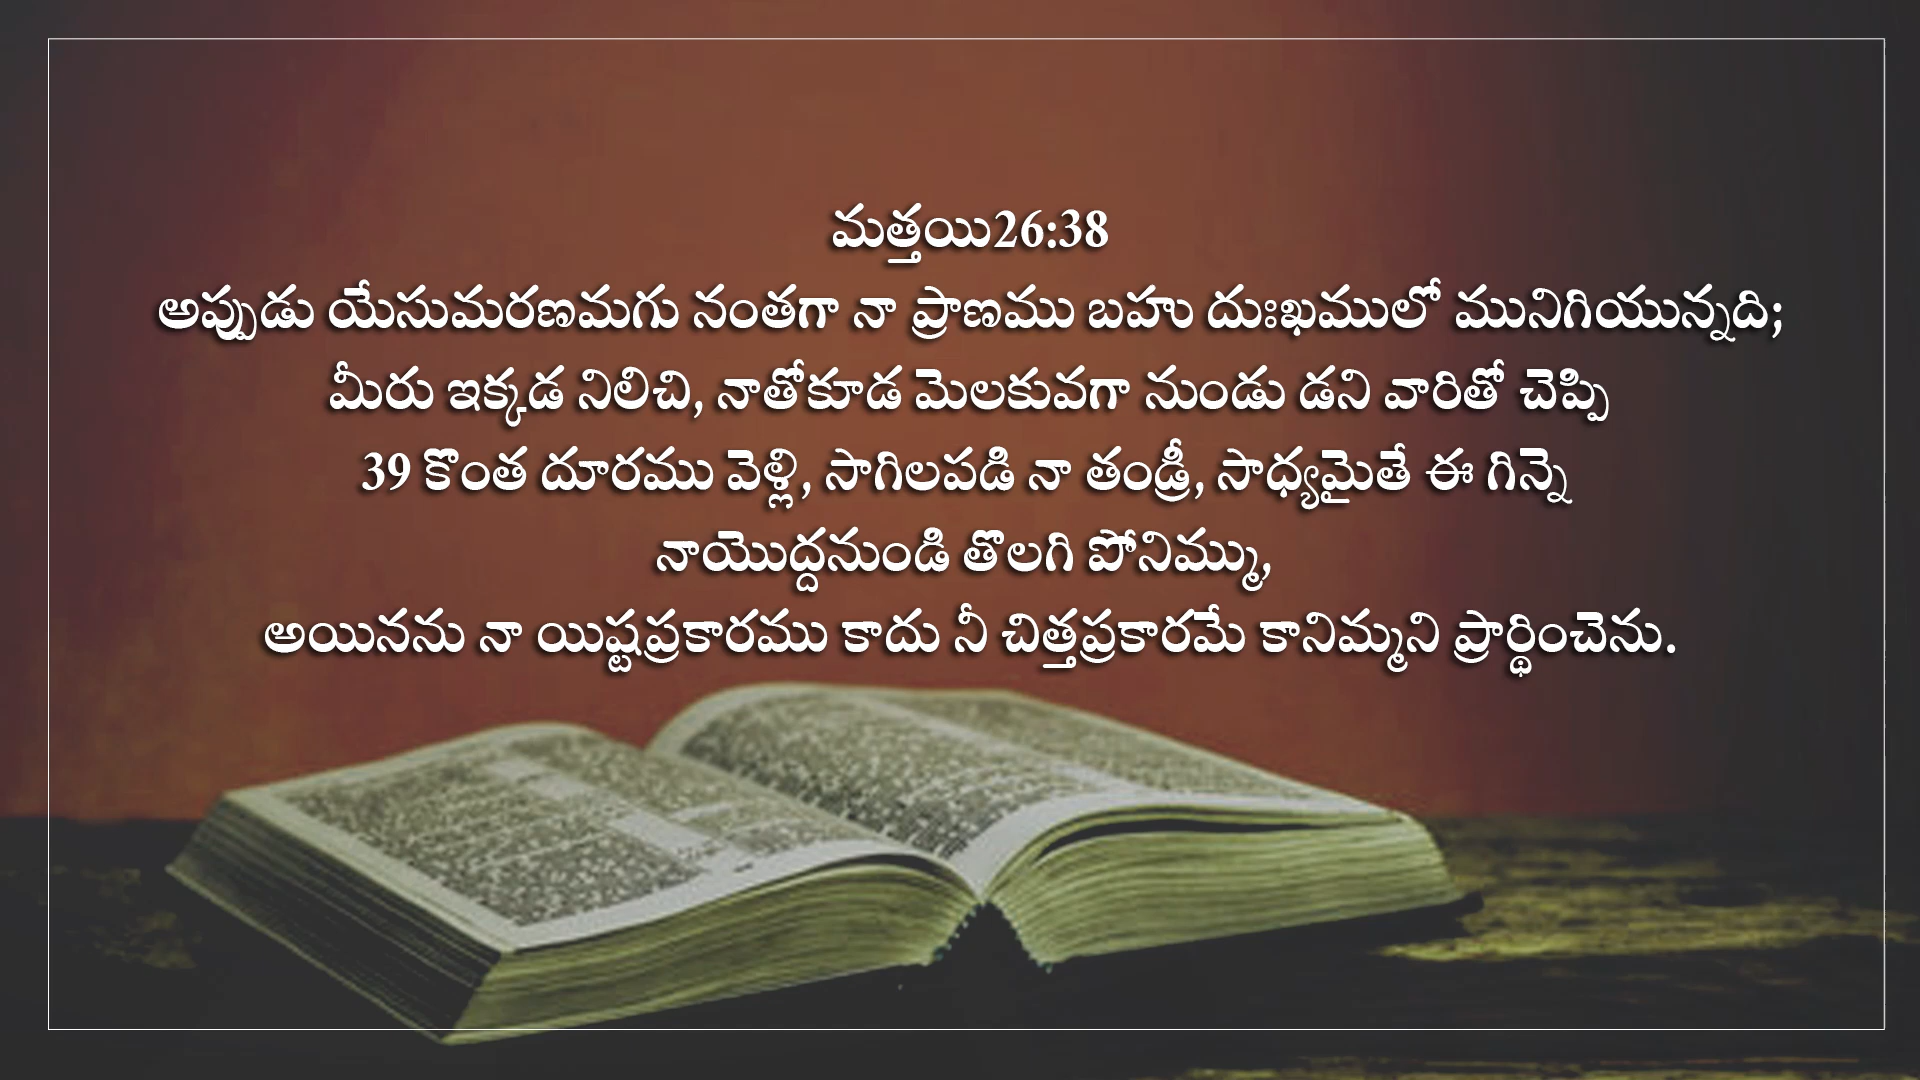 మత్తయి26:38
అప్పుడు యేసుమరణమగు నంతగా నా ప్రాణము బహు దుఃఖములో మునిగియున్నది;
మీరు ఇక్కడ నిలిచి, నాతోకూడ మెలకువగా నుండు డని వారితో చెప్పి
39 కొంత దూరము వెళ్లి, సాగిలపడి నా తండ్రీ, సాధ్యమైతే ఈ గిన్నె
నాయొద్దనుండి తొలగి పోనిమ్ము,
అయినను నా యిష్టప్రకారము కాదు నీ చిత్తప్రకారమే కానిమ్మని ప్రార్థించెను.